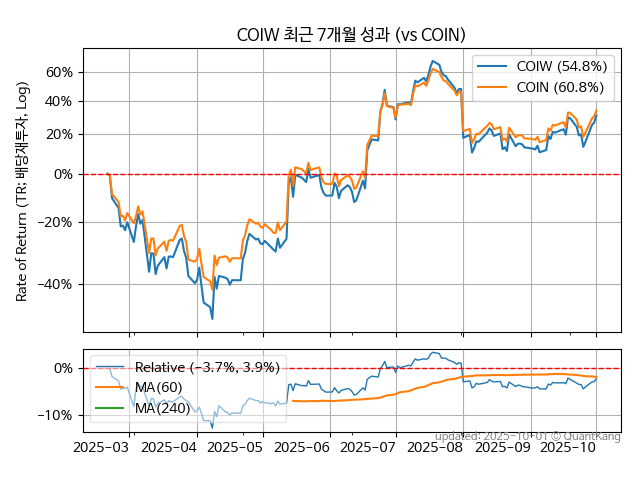 COIW 최근 7개월 성과 (vs COIN)
Rate of Return (TR: 배당재투자, Log)
60%
40%
20%
0%
−20%
−40%
COIW (54.8%)
COIN (60.8%)
0%
−10%
Relative (−3.7%, 3.9%)
MA(60)
MA(240)
2025-03 2025-04 2025-05 2025-06 2025-07 2025-08 2025-09 2025-10
updated: 2025-10-01 © QuantKang